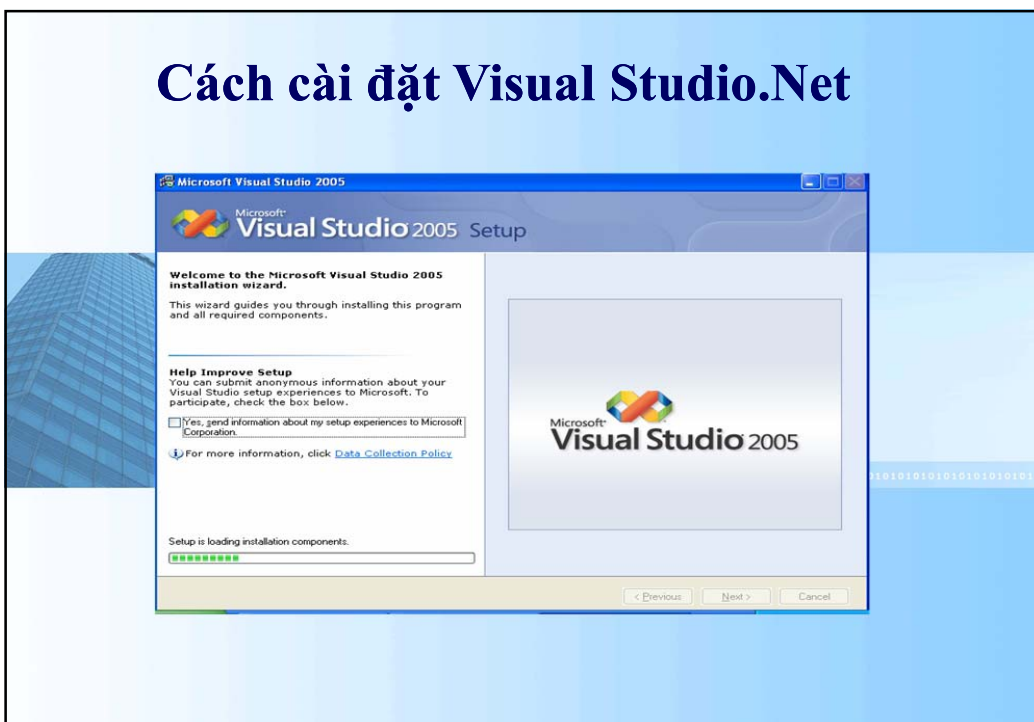 Cách cài đặt Visual Studio.Net
Microsoft Visual Studio 2005
Microsoft
Visual Studio 2005 Setup
Welcome to the Microsoft Visual Studio 2005
installation wizard.
This wizard guides you through installing this program
and all required components.
Help Improve Setup
You can submit anonymous information about your
Visual Studio setup experiences to Microsoft. To
participate, check the box below.
Yes, send information about my setup experiences to Microsoft
Corporation.
For more information, click Data Collection Policy
Setup is loading installation components.
Microsoft
Visual Studio 2005
< Previous
Next >
Cancel